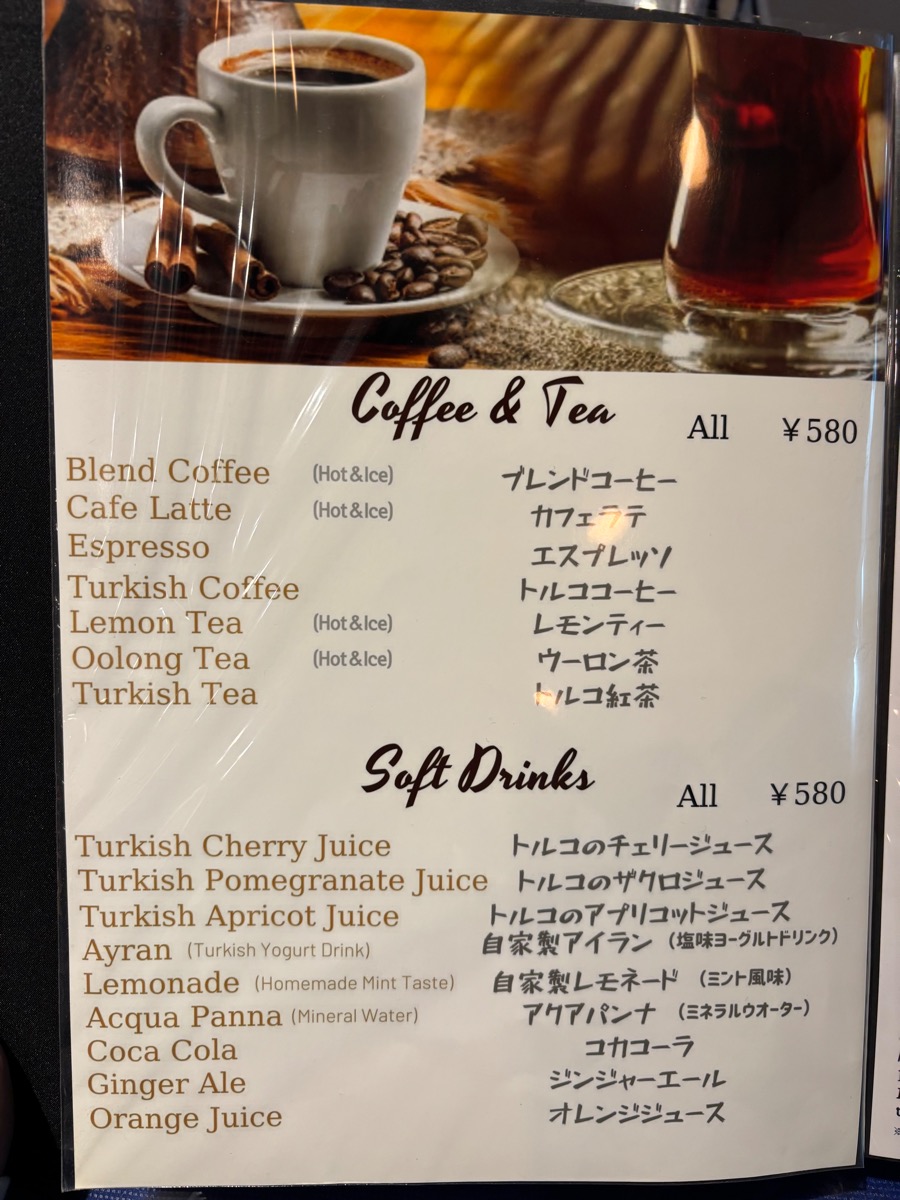 Coffee & Tea All ¥580
Blend Coffee (Hot&Ice) ブレンドコーヒー
Cafe Latte (Hot&Ice) カフェラテ
Espresso エスプレッソ
Turkish Coffee トルココーヒー
Lemon Tea (Hot&Ice) レモンティー
Oolong Tea (Hot&Ice) ウーロン茶
Turkish Tea トルコ紅茶
Soft Drinks All ¥580
Turkish Cherry Juice トルコのチェリージュース
Turkish Pomegranate Juice トルコのザクロジュース
Turkish Apricot Juice トルコのアプリコットジュース
Ayran (Turkish Yogurt Drink) 自家製アイラン (塩味ヨーグルトドリンク)
Lemonade (Homemade Mint Taste) 自家製レモネード (ミント風味)
Acqua Panna (Mineral Water) アクアパンナ (ミネラルウオーター)
Coca Cola コカコーラ
Ginger Ale ジンジャーエール
Orange Juice オレンジジュース